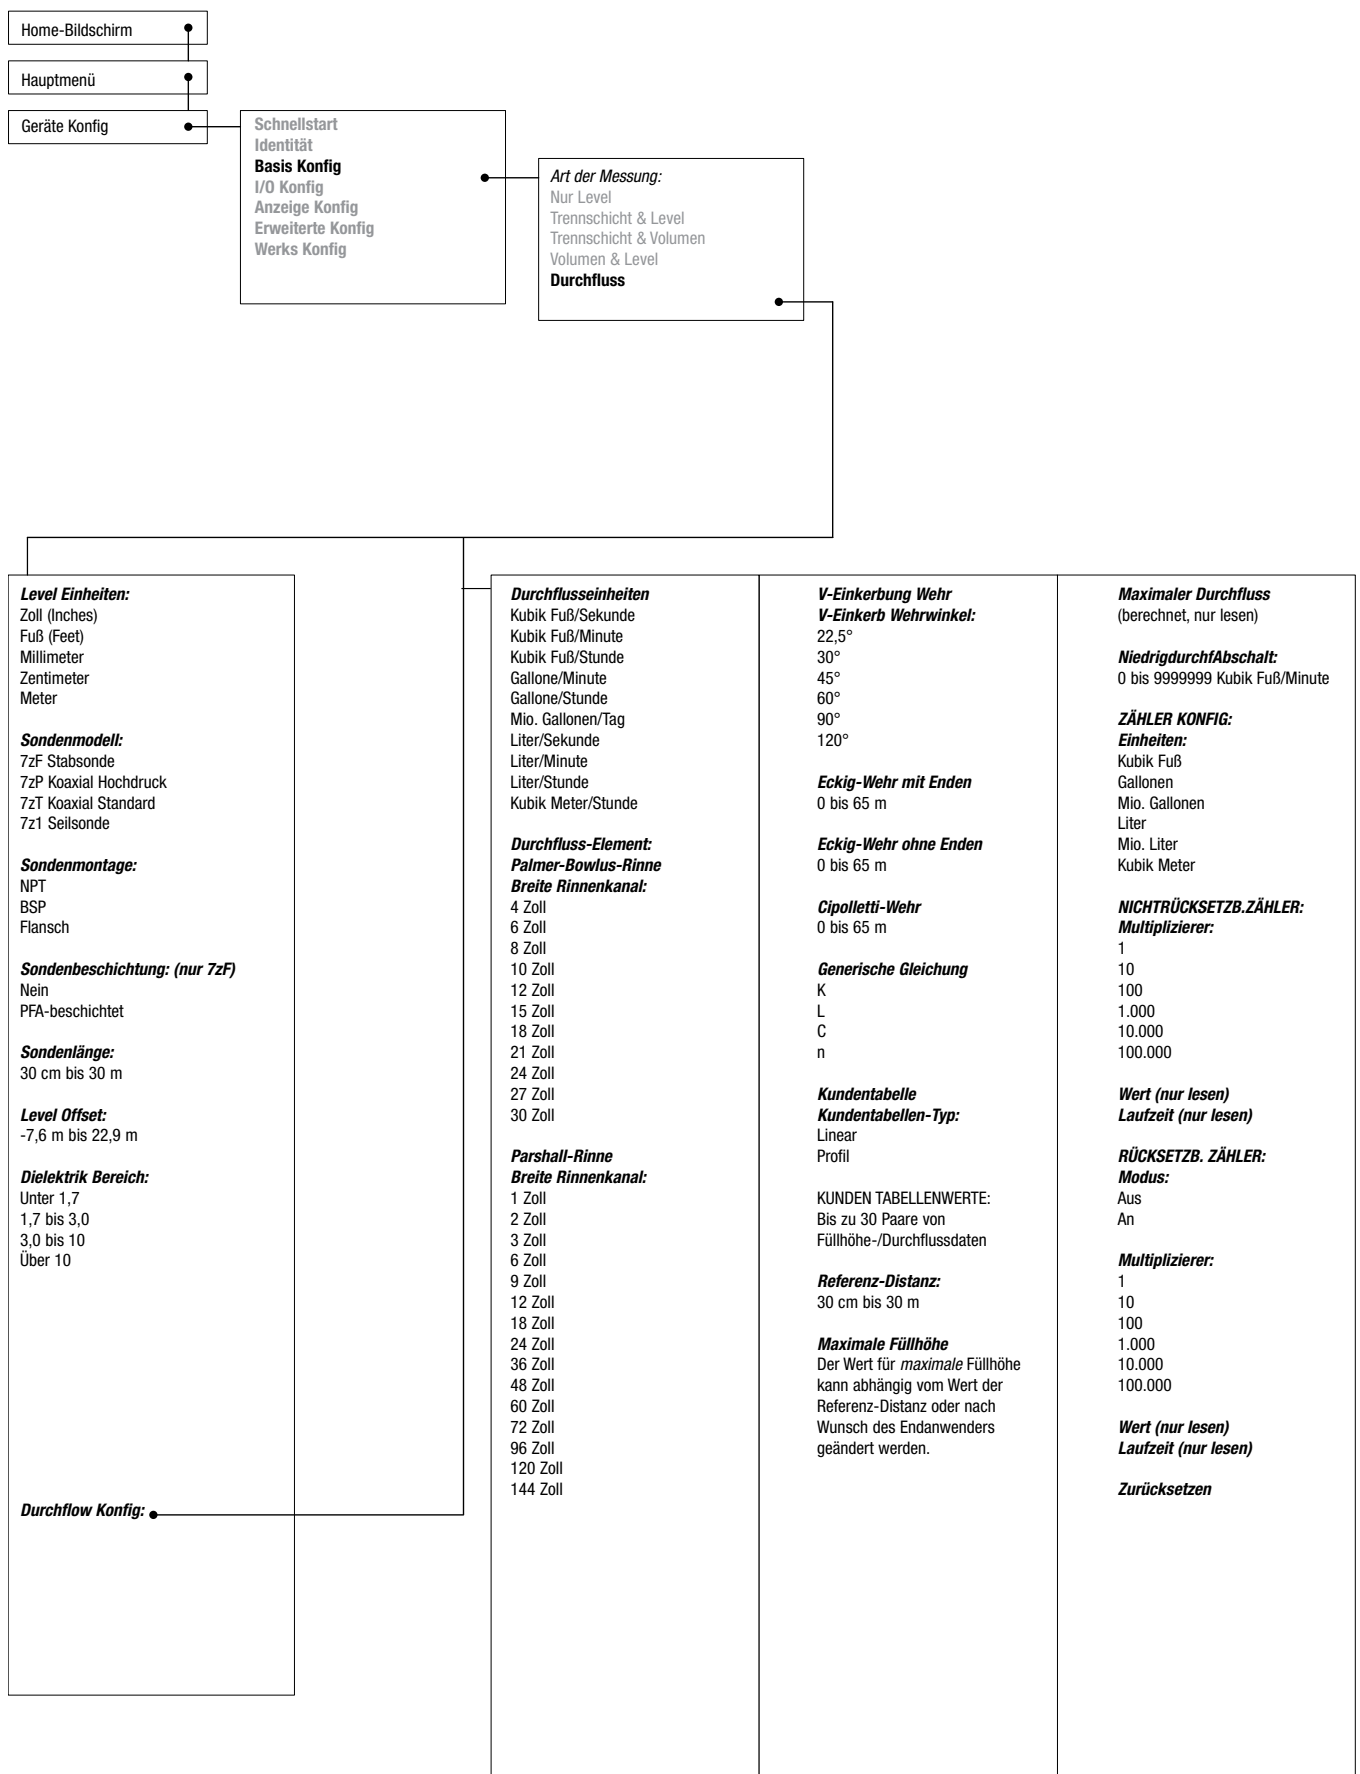 Home-Bildschirm
Hauptmenü
Geräte Konfig
Schnellstart
Identität
Basis Konfig
I/O Konfig
Anzeige Konfig
Erweiterte Konfig
Werks Konfig
Art der Messung:
Nur Level
Trennschicht & Level
Trennschicht & Volumen
Volumen & Level
Durchfluss
Level Einheiten:
Zoll (Inches)
Fuß (Feet)
Millimeter
Zentimeter
Meter
Sondenmodell:
7zF Stabsonde
7zP Koaxial Hochdruck
7zT Koaxial Standard
7z1 Seilsonde
Sondenmontage:
NPT
BSP
Flansch
Sondenbeschichtung: (nur 7zF)
Nein
PFA-beschichtet
Sondenlänge:
30 cm bis 30 m
Level Offset:
-7,6 m bis 22,9 m
Dielektrik Bereich:
Unter 1,7
1,7 bis 3,0
3,0 bis 10
Über 10
Durchflow Konfig:
Durchflusseinheiten
Kubik Fuß/Sekunde
Kubik Fuß/Minute
Kubik Fuß/Stunde
Gallone/Minute
Gallone/Stunde
Mio. Gallonen/Tag
Liter/Sekunde
Liter/Minute
Liter/Stunde
Kubik Meter/Stunde
Durchfluss-Element:
Palmer-Bowlus-Rinne
Breite Rinnenkanal:
4 Zoll
6 Zoll
8 Zoll
10 Zoll
12 Zoll
15 Zoll
18 Zoll
21 Zoll
24 Zoll
27 Zoll
30 Zoll
Parshall-Rinne
Breite Rinnenkanal:
1 Zoll
2 Zoll
3 Zoll
6 Zoll
9 Zoll
12 Zoll
18 Zoll
24 Zoll
36 Zoll
48 Zoll
60 Zoll
72 Zoll
96 Zoll
120 Zoll
144 Zoll
V-Einkerbung Wehr
V-Einkerb Wehrwinkel:
22,5°
30°
45°
60°
90°
120°
Eckig-Wehr mit Enden
0 bis 65 m
Eckig-Wehr ohne Enden
0 bis 65 m
Cipolletti-Wehr
0 bis 65 m
Generische Gleichung
K
L
C
n
Kundentabelle
Kundentabellen-Typ:
Linear
Profil
KUNDEN TABELLENWERTE:
Bis zu 30 Paare von
Füllhöhe-/Durchflussdaten
Referenz-Distanz:
30 cm bis 30 m
Maximale Füllhöhe
Der Wert für maximale Füllhöhe
kann abhängig vom Wert der
Referenz-Distanz oder nach
Wunsch des Endanwenders
geändert werden.
Maximaler Durchfluss
(berechnet, nur lesen)
NiedrigdurchfAbschalt:
0 bis 9999999 Kubik Fuß/Minute
ZÄHLER KONFIG:
Einheiten:
Kubik Fuß
Gallonen
Mio. Gallonen
Liter
Mio. Liter
Kubik Meter
NICHTRÜCKSETZB.ZÄHLER:
Multiplizierer:
1
10
100
1.000
10.000
100.000
Wert (nur lesen)
Laufzeit (nur lesen)
RÜCKSETZB. ZÄHLER:
Modus:
Aus
An
Multiplizierer:
1
10
100
1.000
10.000
100.000
Wert (nur lesen)
Laufzeit (nur lesen)
Zurücksetzen